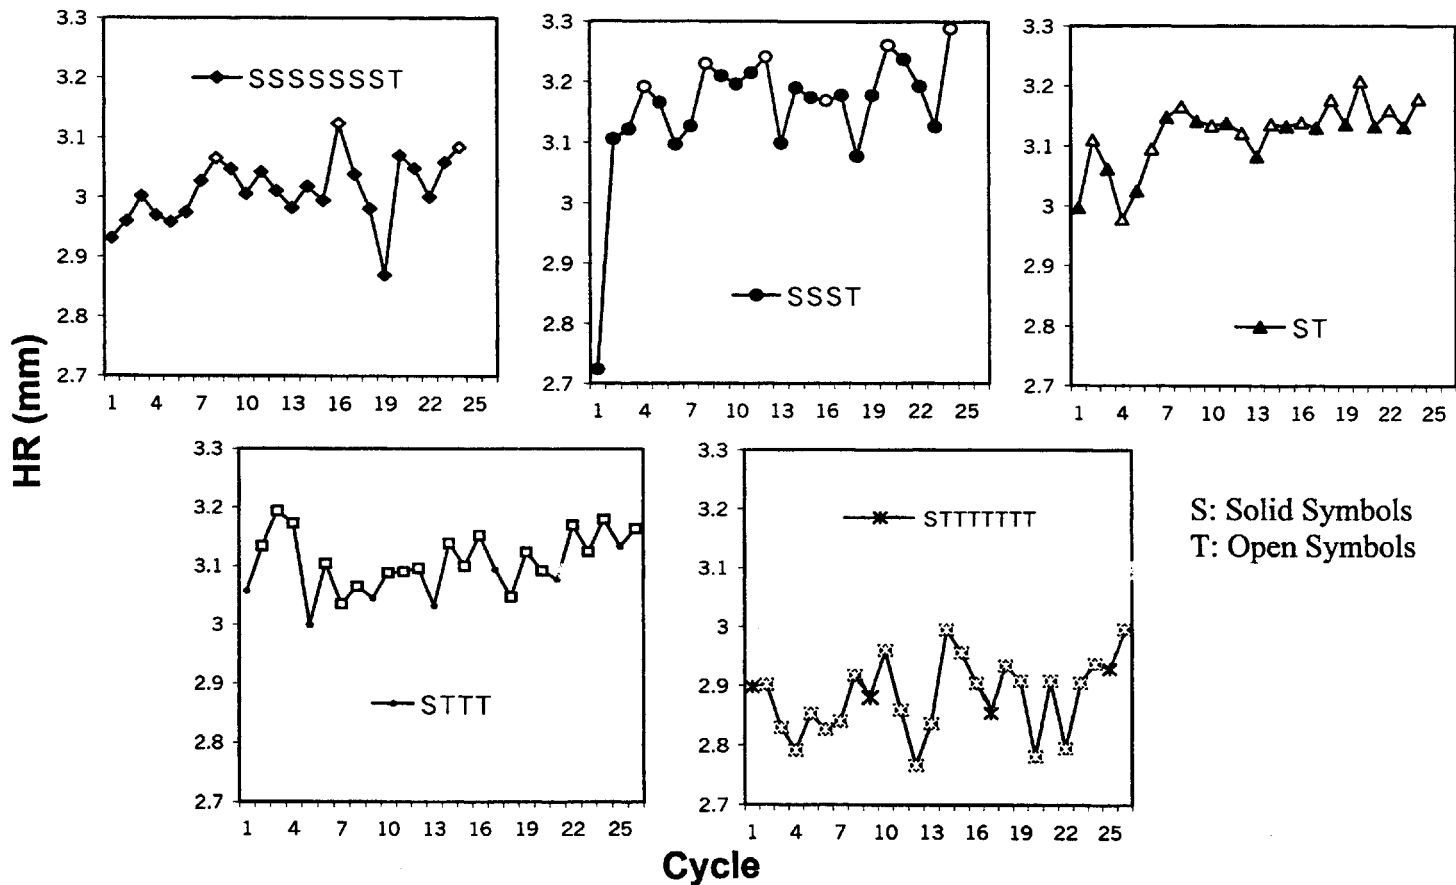 3.3
3.2
3.1
3
2.9
2.8
2.7
SSSSSSST
1 4 7 10 13 16 19 22 25
3.3
3.2
3.1
3
2.9
2.8
2.7
SSST
1 4 7 10 13 16 19 22 25
3.3
3.2
3.1
3
2.9
2.8
2.7
ST
1 4 7 10 13 16 19 22 25
HR (mm)
3.3
3.2
3.1
3
2.9
2.8
2.7
STTT
1 4 7 10 13 16 19 22 25
3.3
3.2
3.1
3
2.9
2.8
2.7
STTTTTTT
1 4 7 10 13 16 19 22 25
S: Solid Symbols
T: Open Symbols
Cycle